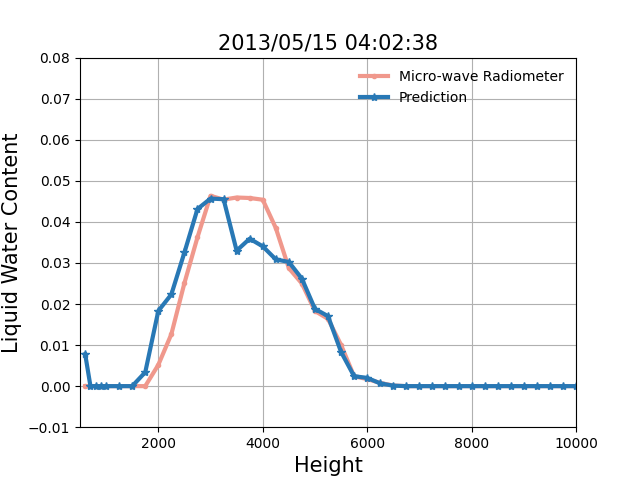 2013/05/15 04:02:38
Micro-wave Radiometer
Prediction
0.08
0.07
0.06
0.05
0.04
0.03
0.02
0.01
0.00
−0.01
Liquid Water Content
2000 4000 6000 8000 10000
Height